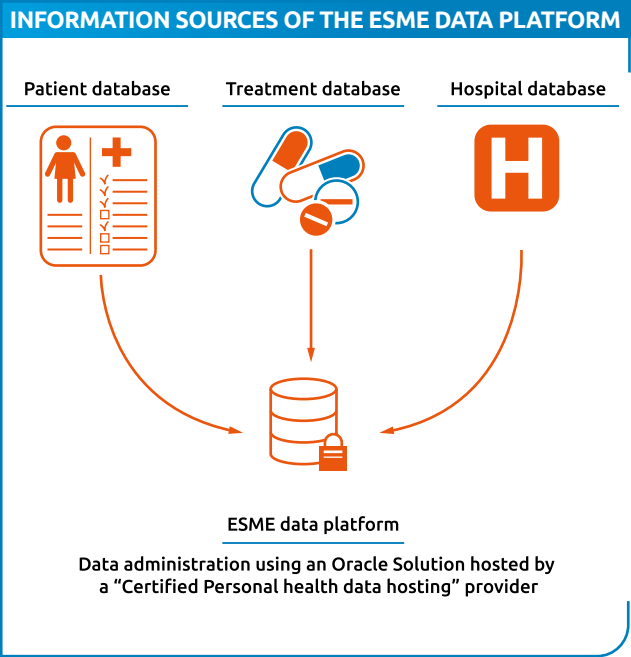 INFORMATION SOURCES OF THE ESME DATA PLATFORM
Patient database
Treatment database
Hospital database
H
ESME data platform
Data administration using an Oracle Solution hosted by
a “Certified Personal health data hosting” provider